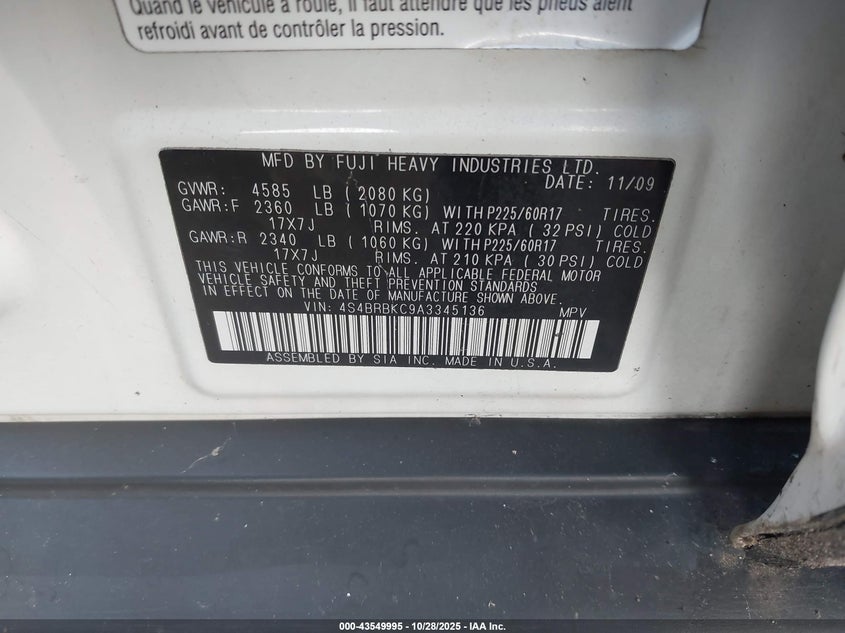 Quand le véhicule a roulé, il faut attendre que les pneus aient
refroidi avant de contrôler la pression.
MFD BY FUJI HEAVY INDUSTRIES LTD.
DATE: 11/09
GVWR: 4585 LB (2080 KG)
GAWR:F 2360 LB (1070 KG) WITH P225/60R17 TIRES.
17X7J RIMS. AT 220 KPA (32 PSI) COLD
GAWR:R 2340 LB (1060 KG) WITH P225/60R17 TIRES.
17X7J RIMS. AT 210 KPA (30 PSI) COLD
THIS VEHICLE CONFORMS TO ALL APPLICABLE FEDERAL MOTOR
VEHICLE SAFETY AND THEFT PREVENTION STANDARDS
IN EFFECT ON THE DATE OF MANUFACTURE SHOWN ABOVE.
VIN: 4S4BRBKC9A3345136 MPV
ASSEMBLED BY SIA INC. MADE IN U.S.A.
000-43549995 - 10/28/2025 - IAA Inc.